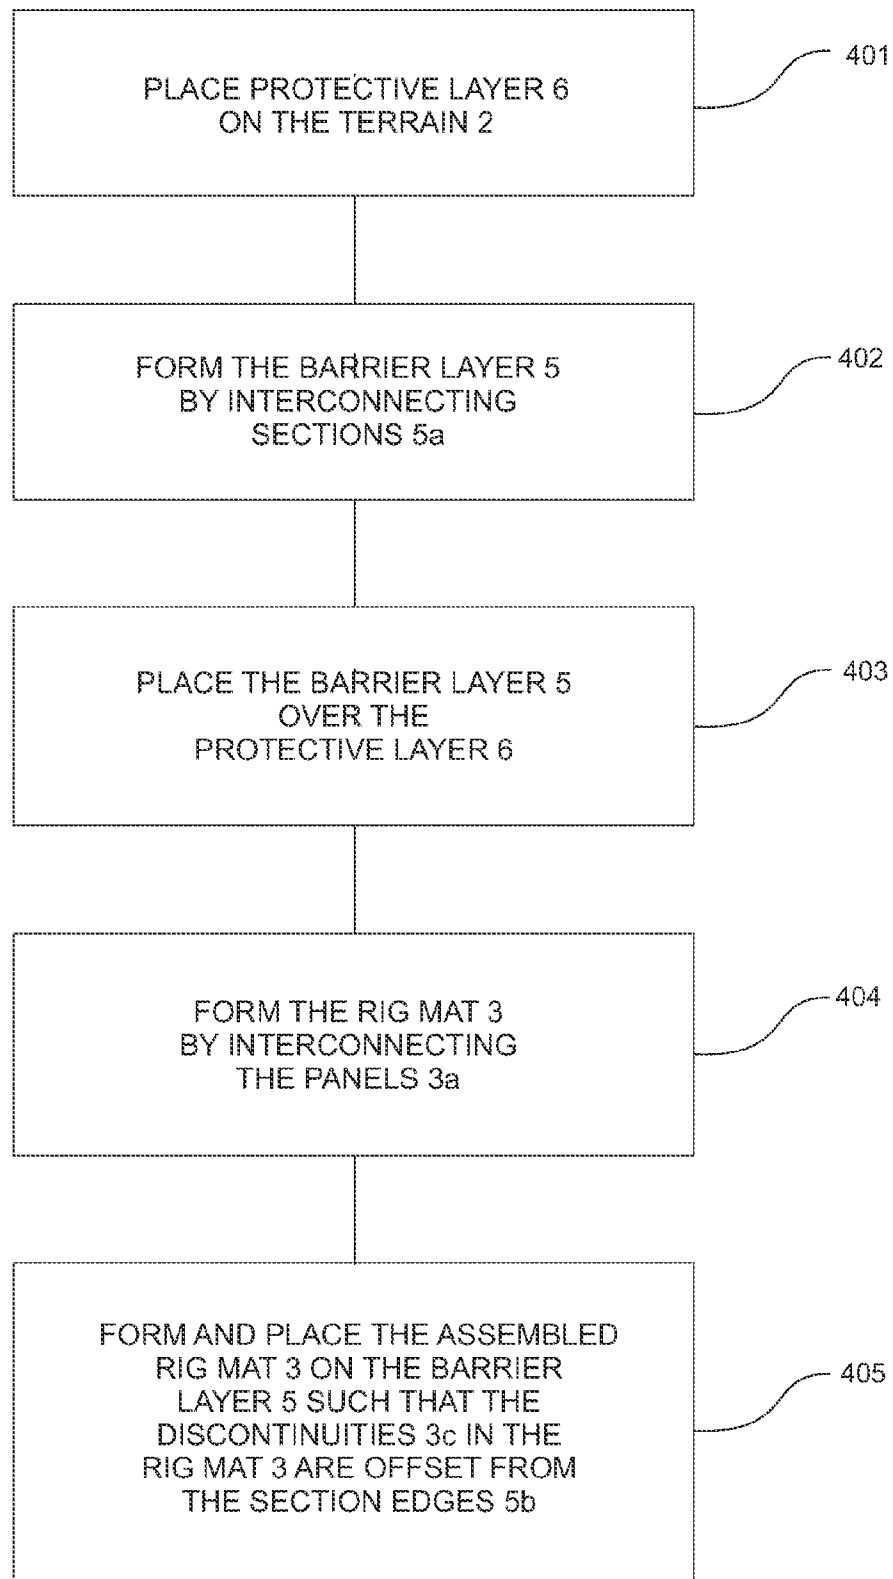 PLACE PROTECTIVE LAYER 6
ON THE TERRAIN 2
401
FORM THE BARRIER LAYER 5
BY INTERCONNECTING
SECTIONS 5a
402
PLACE THE BARRIER LAYER 5
OVER THE
PROTECTIVE LAYER 6
403
FORM THE RIG MAT 3
BY INTERCONNECTING
THE PANELS 3a
404
FORM AND PLACE THE ASSEMBLED
RIG MAT 3 ON THE BARRIER
LAYER 5 SUCH THAT THE
DISCONTINUITIES 3c IN THE
RIG MAT 3 ARE OFFSET FROM
THE SECTION EDGES 5b
405